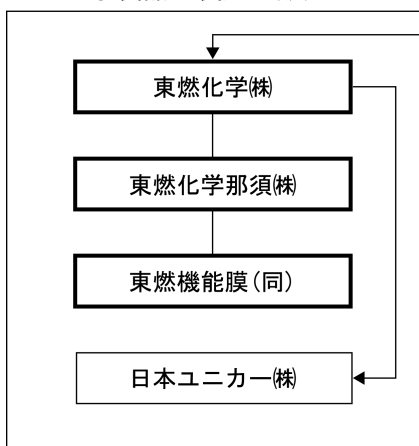 東燃化学㈱
東燃化学那須㈱
東燃機能膜（同）
日本ユニカー㈱